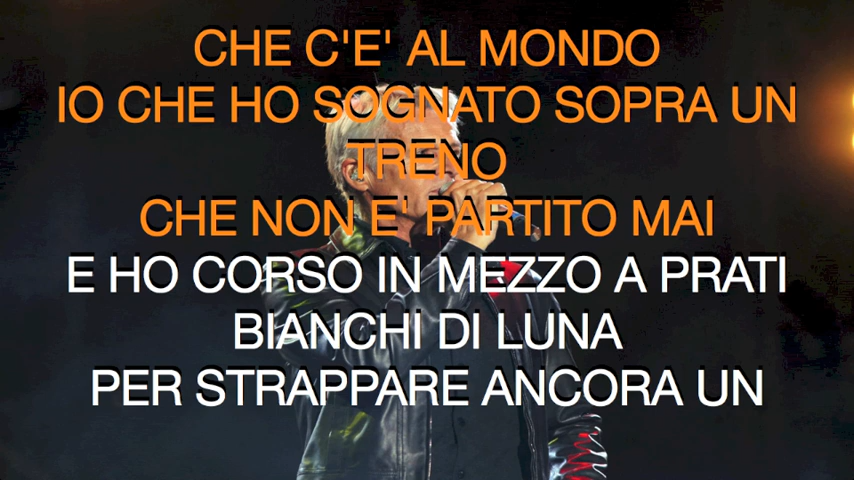 CHE C'E' AL MONDO
IO CHE HO SOGNATO SOPRA UN
TRENO
CHE NON E' PARTITO MAI
E HO CORSO IN MEZZO A PRATI
BIANCHI DI LUNA
PER STRAPPARE ANCORA UN